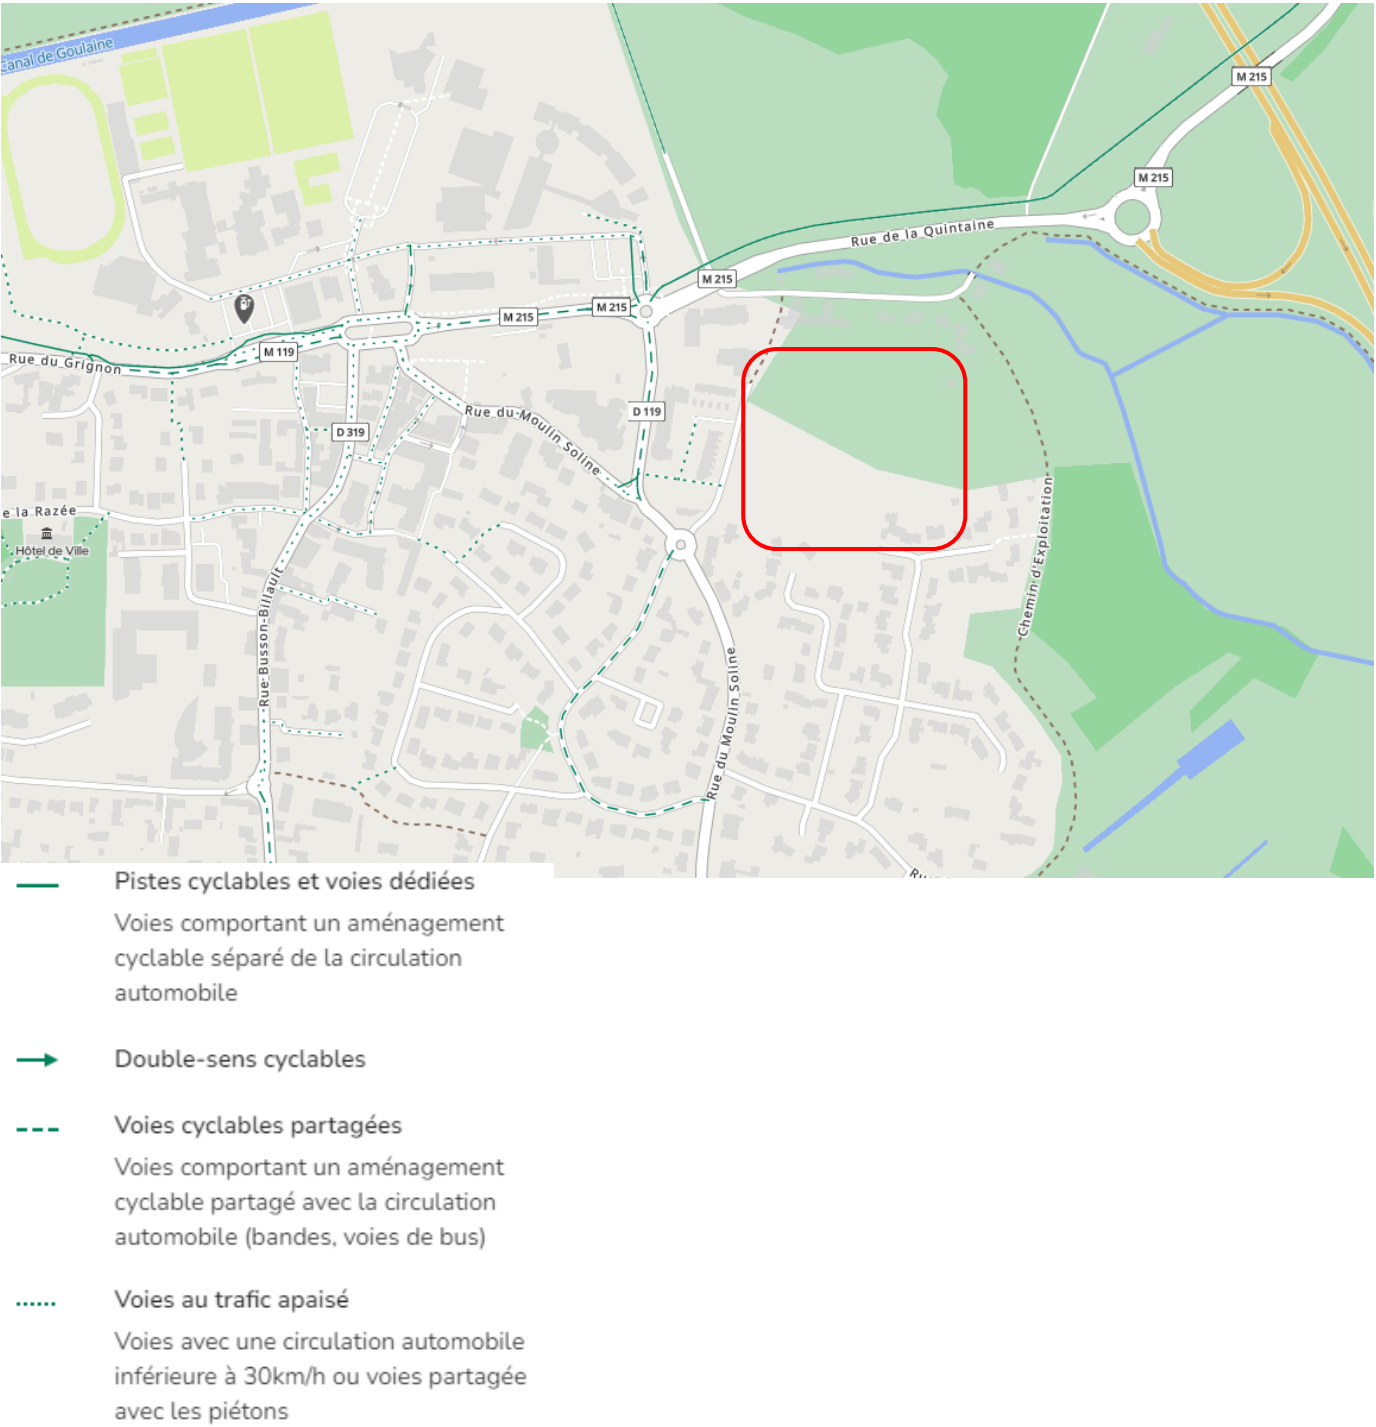 Canal de Goulaine
M 215
M 215
Rue de la Quintaine
M 215
M 215
M 215
M 119
Rue du Grignon
D 119
Rue du Moulin Soline
D 319
e la Razée
Hôtel de Ville
Chemin d'Exploitation
Rue Busson-Billault
Rue du Moulin Soline
Pistes cyclables et voies dédiées
Voies comportant un aménagement
cyclable séparé de la circulation
automobile
Double-sens cyclables
Voies cyclables partagées
Voies comportant un aménagement
cyclable partagé avec la circulation
automobile (bandes, voies de bus)
Voies au trafic apaisé
Voies avec une circulation automobile
inférieure à 30km/h ou voies partagée
avec les piétons